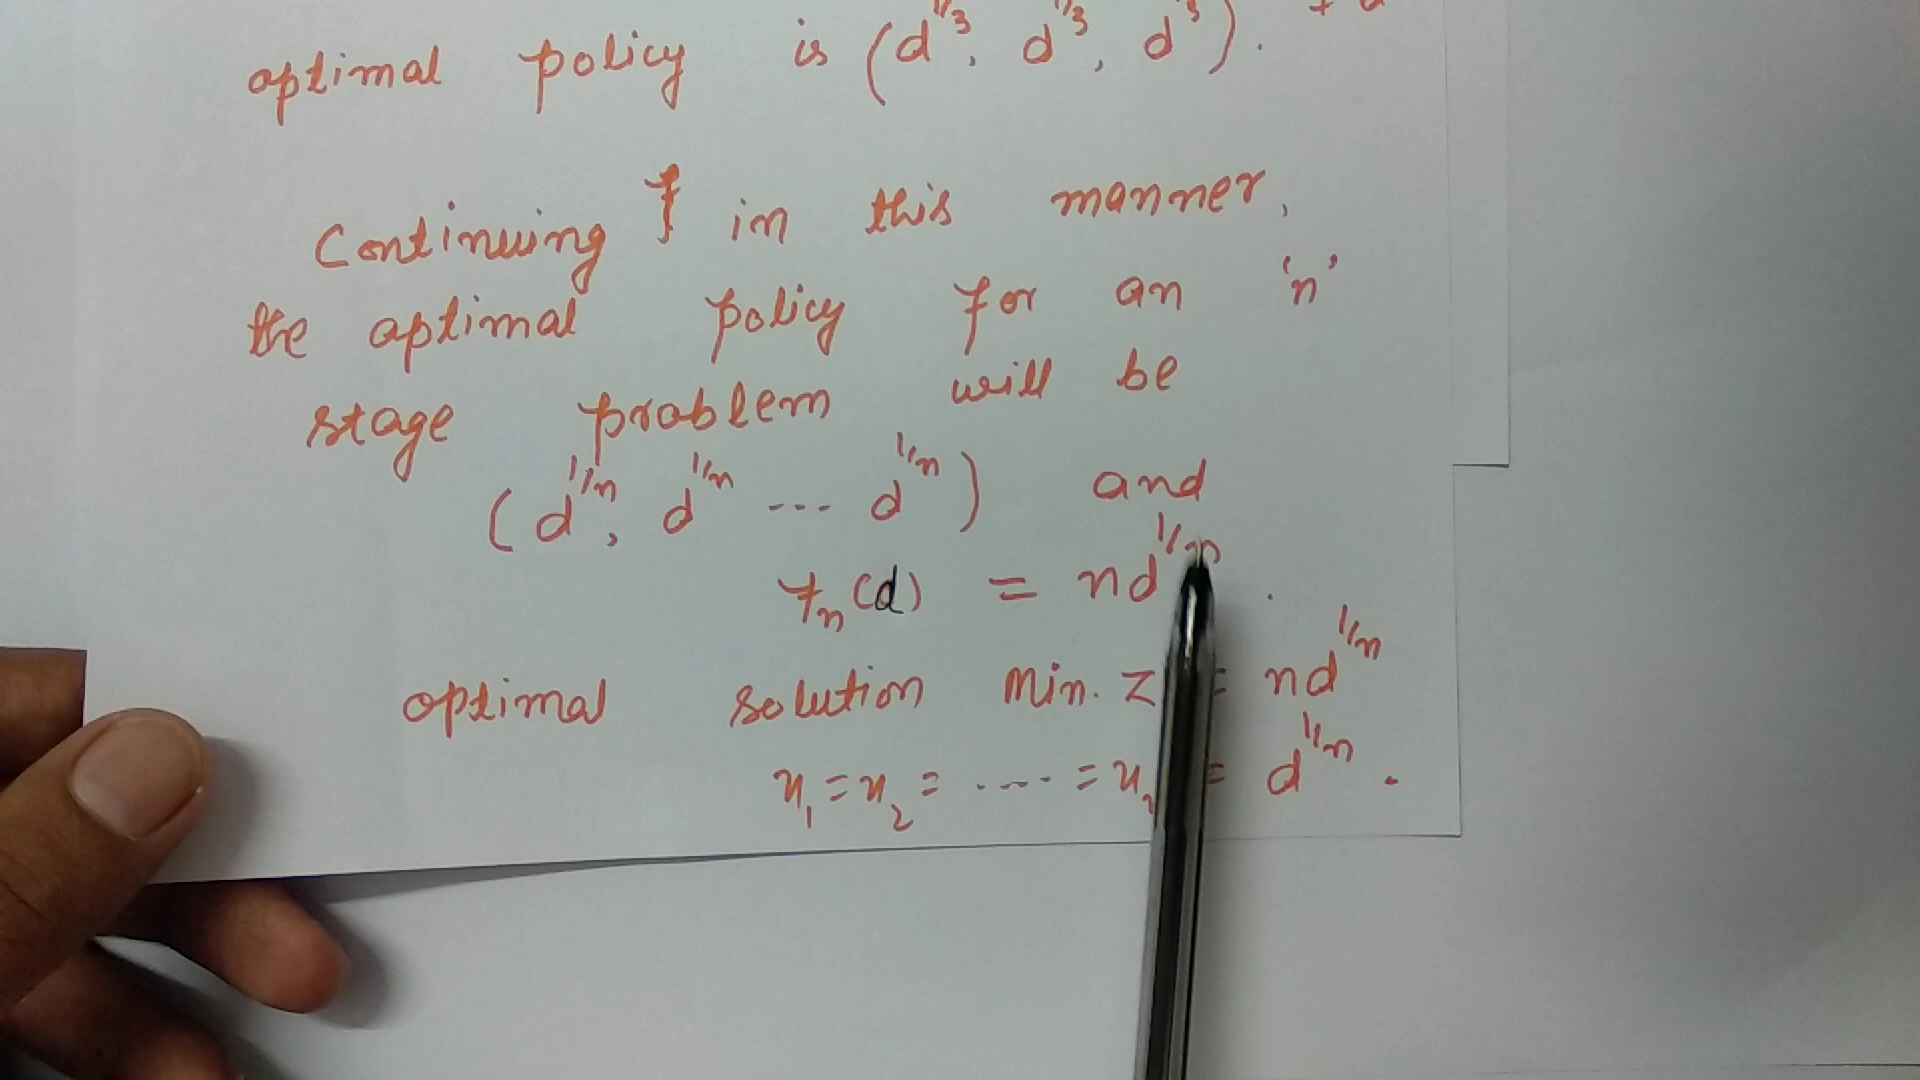 optimal policy is (d^1/3, d^1/3, d^1/3).
Continuing in this manner,
the optimal policy for an 'n'
stage problem will be
(d^1/n, d^1/n --- d^1/n) and
f_n(d) = nd^1/n .
optimal solution Min. Z = nd^1/n
x_1 = x_2 = ---- = x_n = d^1/n .